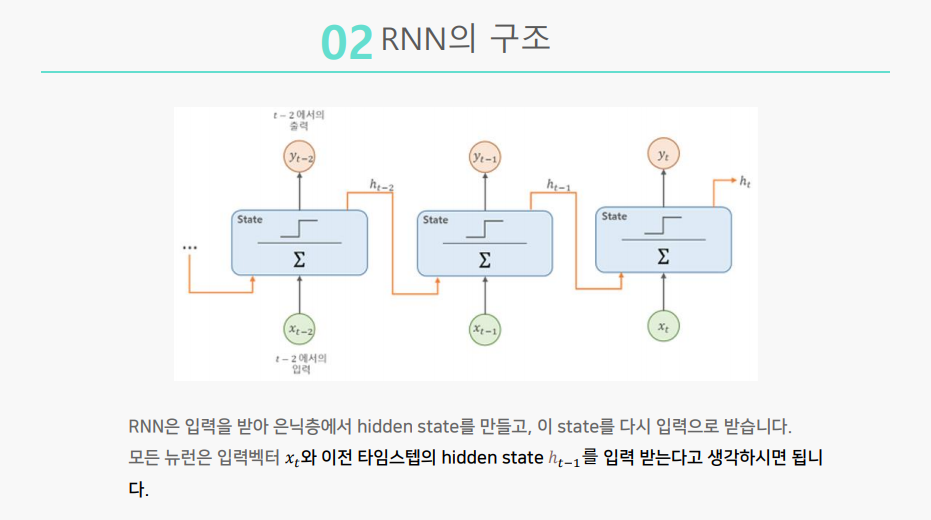 02 RNN의 구조
t − 2 에서의
출력
y_{t−2}
y_{t−1}
y_t
h_{t−2}
h_{t−1}
h_t
State
State
State
...
Σ
Σ
Σ
x_{t−2}
x_{t−1}
x_t
t − 2 에서의
입력
RNN은 입력을 받아 은닉층에서 hidden state를 만들고, 이 state를 다시 입력으로 받습니다.
모든 뉴런은 입력벡터 x_t와 이전 타임스텝의 hidden state h_{t−1}를 입력 받는다고 생각하시면 됩니
다.